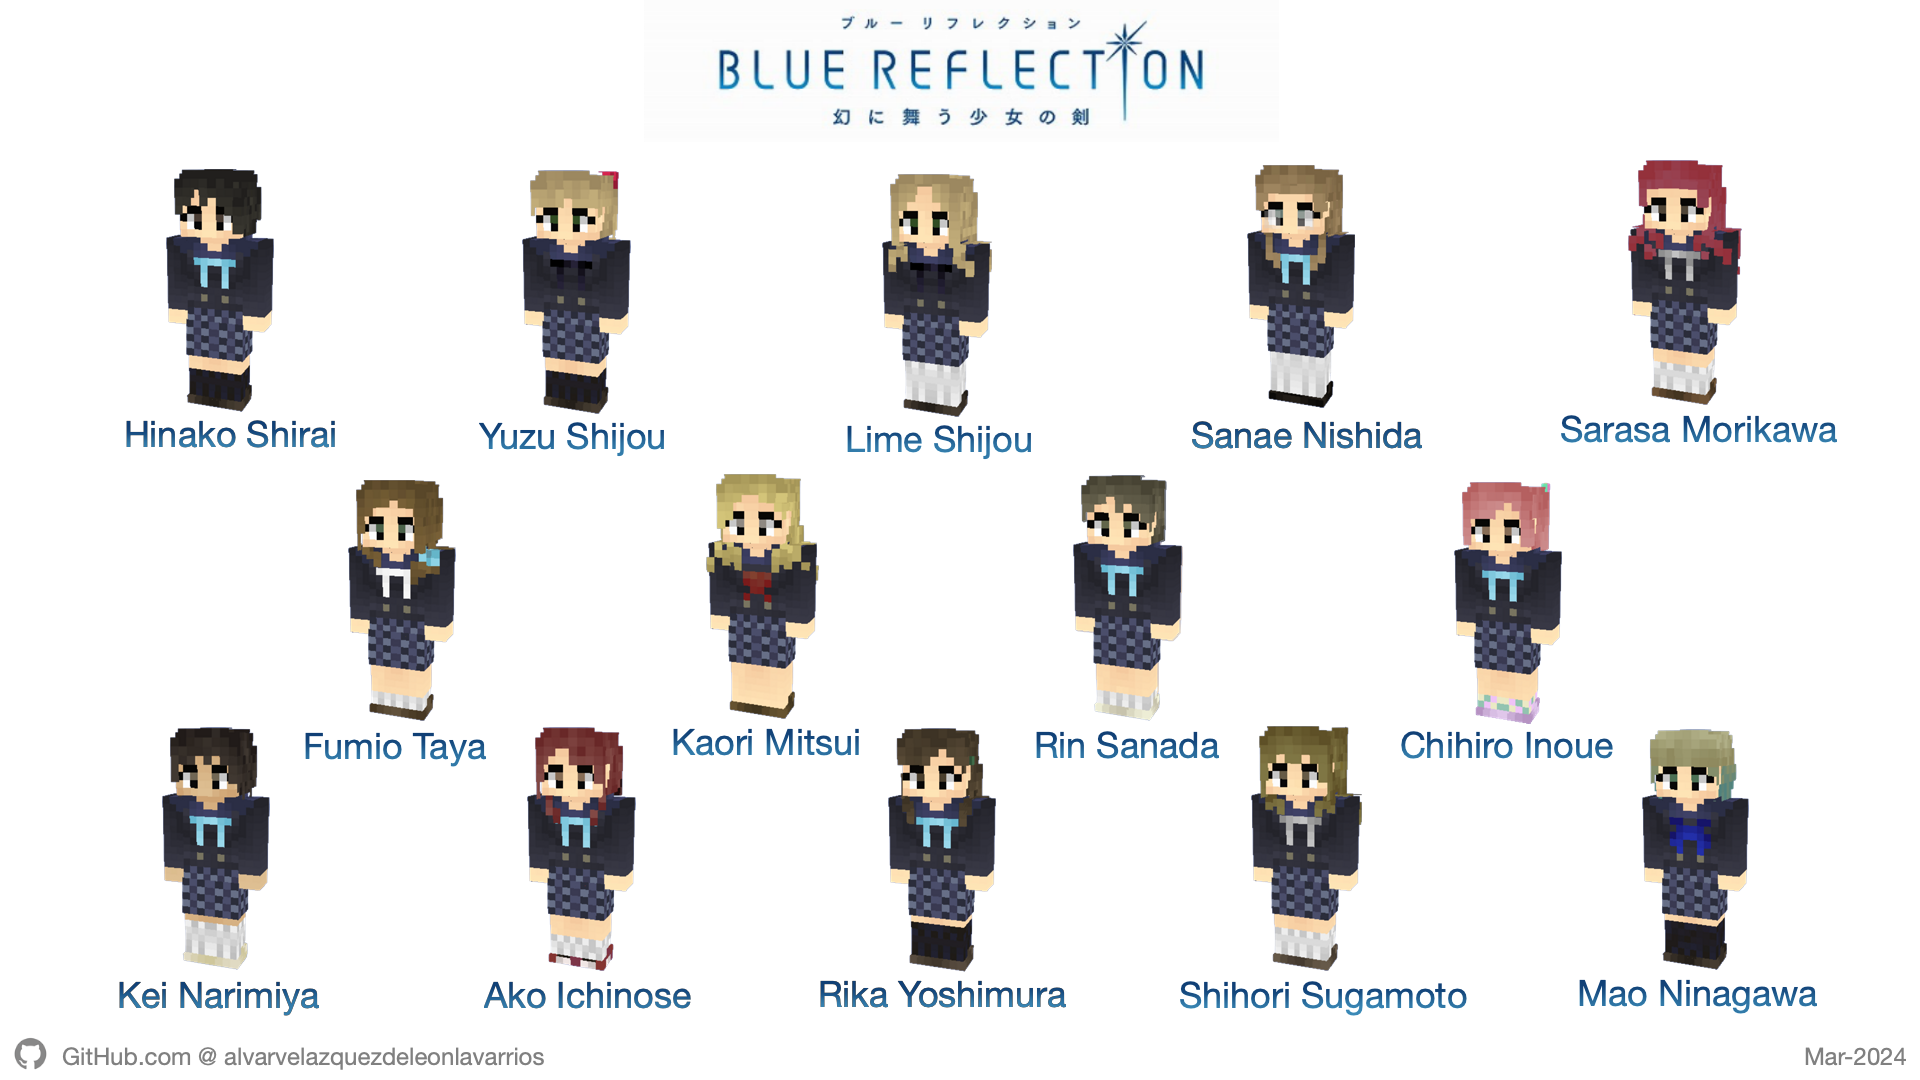 ブルーリフレクション
BLUE REFLECTION
幻に舞う少女の剣
Hinako Shirai
Yuzu Shijou
Lime Shijou
Sanae Nishida
Sarasa Morikawa
Fumio Taya
Kaori Mitsui
Rin Sanada
Chihiro Inoue
Kei Narimiya
Ako Ichinose
Rika Yoshimura
Shihori Sugamoto
Mao Ninagawa
GitHub.com @ alvarvelazquezdeleonlavarrios
Mar-2024